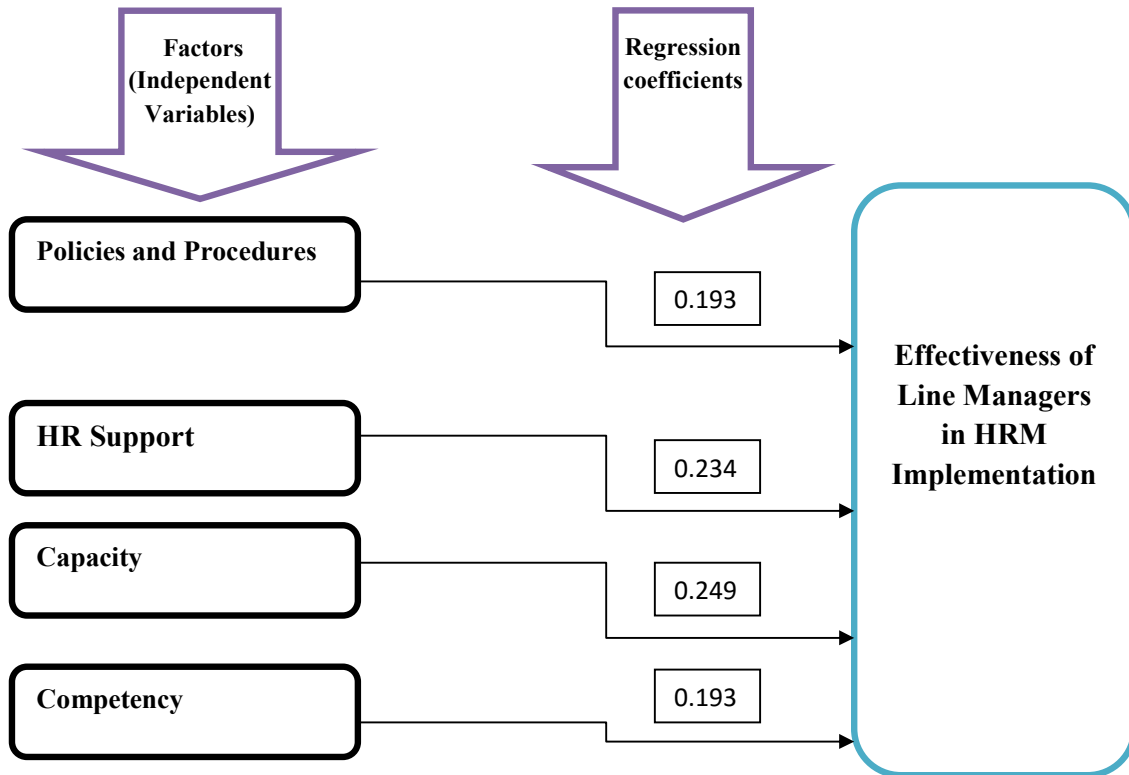 Factors
(Independent
Variables)
Regression
coefficients
Policies and Procedures
0.193
HR Support
0.234
Capacity
0.249
Competency
0.193
Effectiveness of
Line Managers
in HRM
Implementation